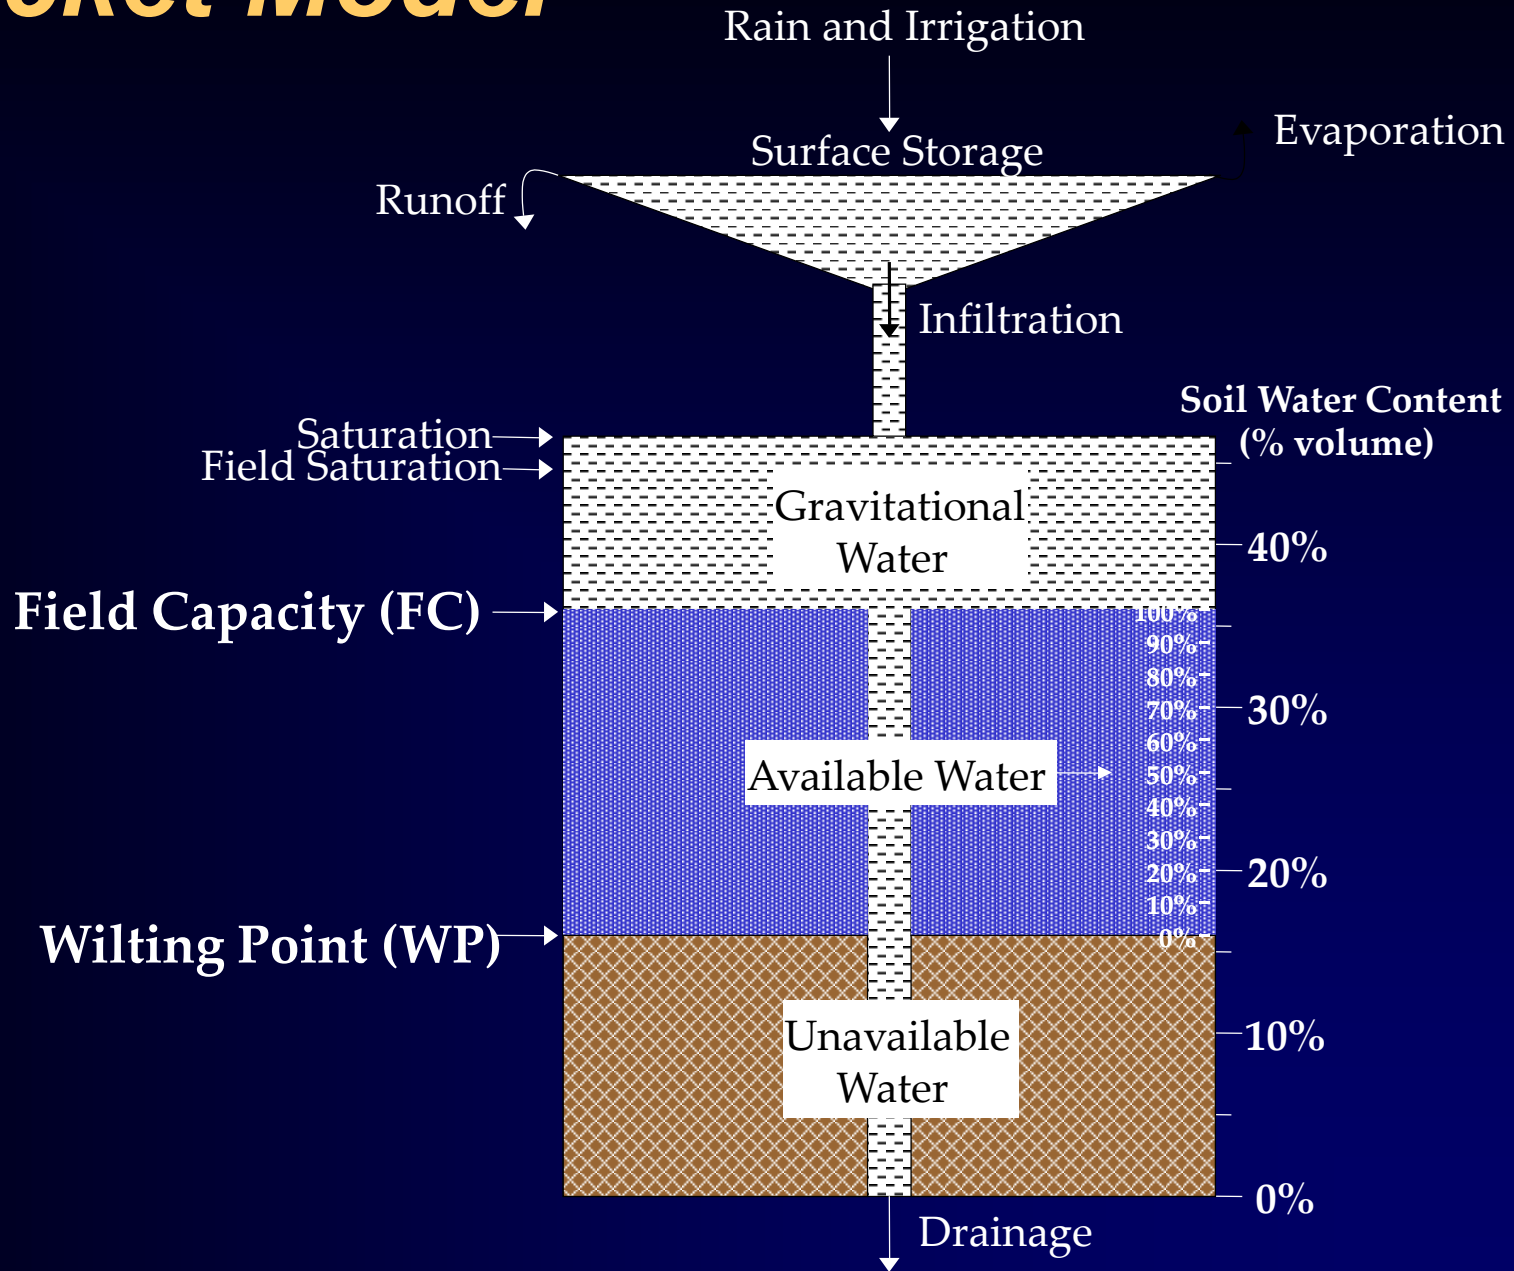 Model
Rain and Irrigation
Evaporation
Surface Storage
Runoff
Infiltration
Soil Water Content
(% volume)
Saturation
Field Saturation
Gravitational
Water
40%
Field Capacity (FC)
100%
90%
80%
70%
30%
60%
Available Water
50%
40%
30%
20%
20%
10%
Wilting Point (WP)
0%
Unavailable
Water
10%
0%
Drainage